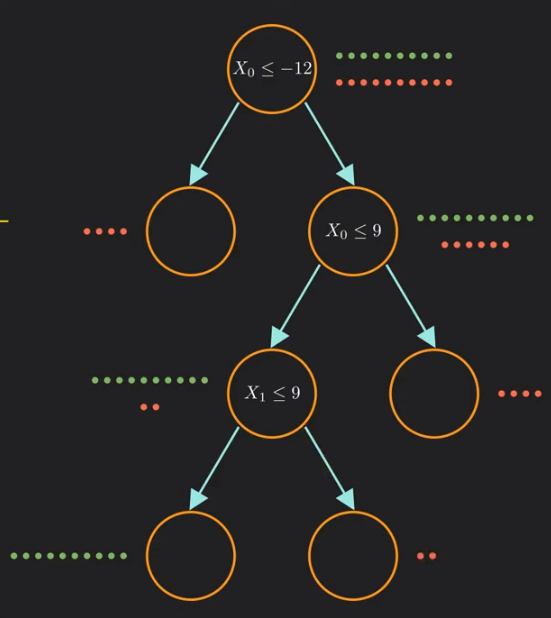 X₀ ≤ −12
X₀ ≤ 9
X₁ ≤ 9